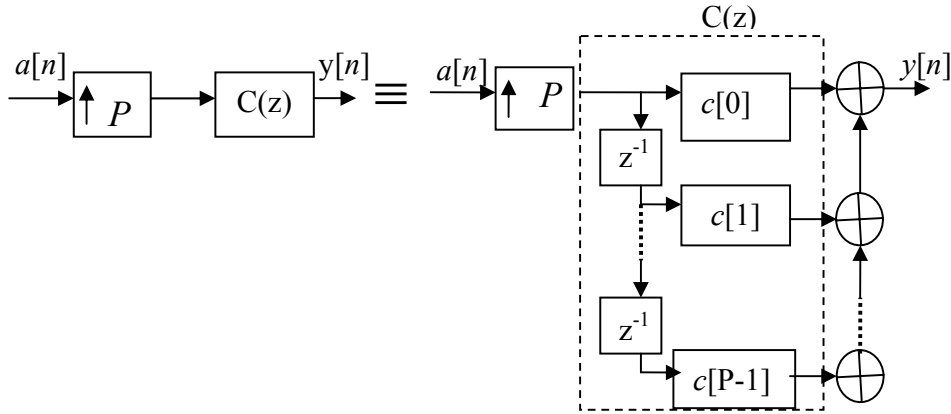 C(z)
a[n] y[n] a[n] y[n]
↑ P C(z) ≡ ↑ P c[0]
z⁻¹
c[1]
z⁻¹
c[P-1]